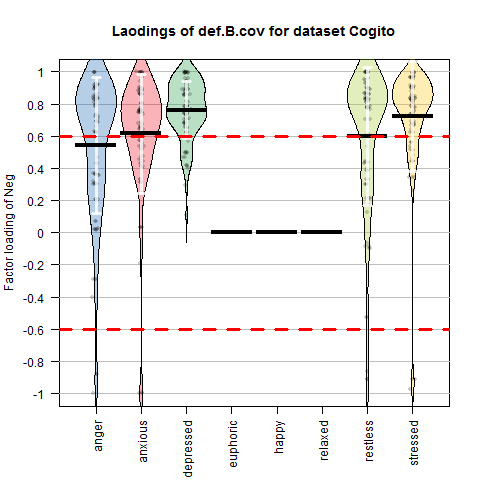 Laodings of def.B.cov for dataset Cogito
Factor loading of Neg
1
0.8
0.6
0.4
0.2
0
-0.2
-0.4
-0.6
-0.8
-1
anger
anxious
depressed
euphoric
happy
relaxed
restless
stressed